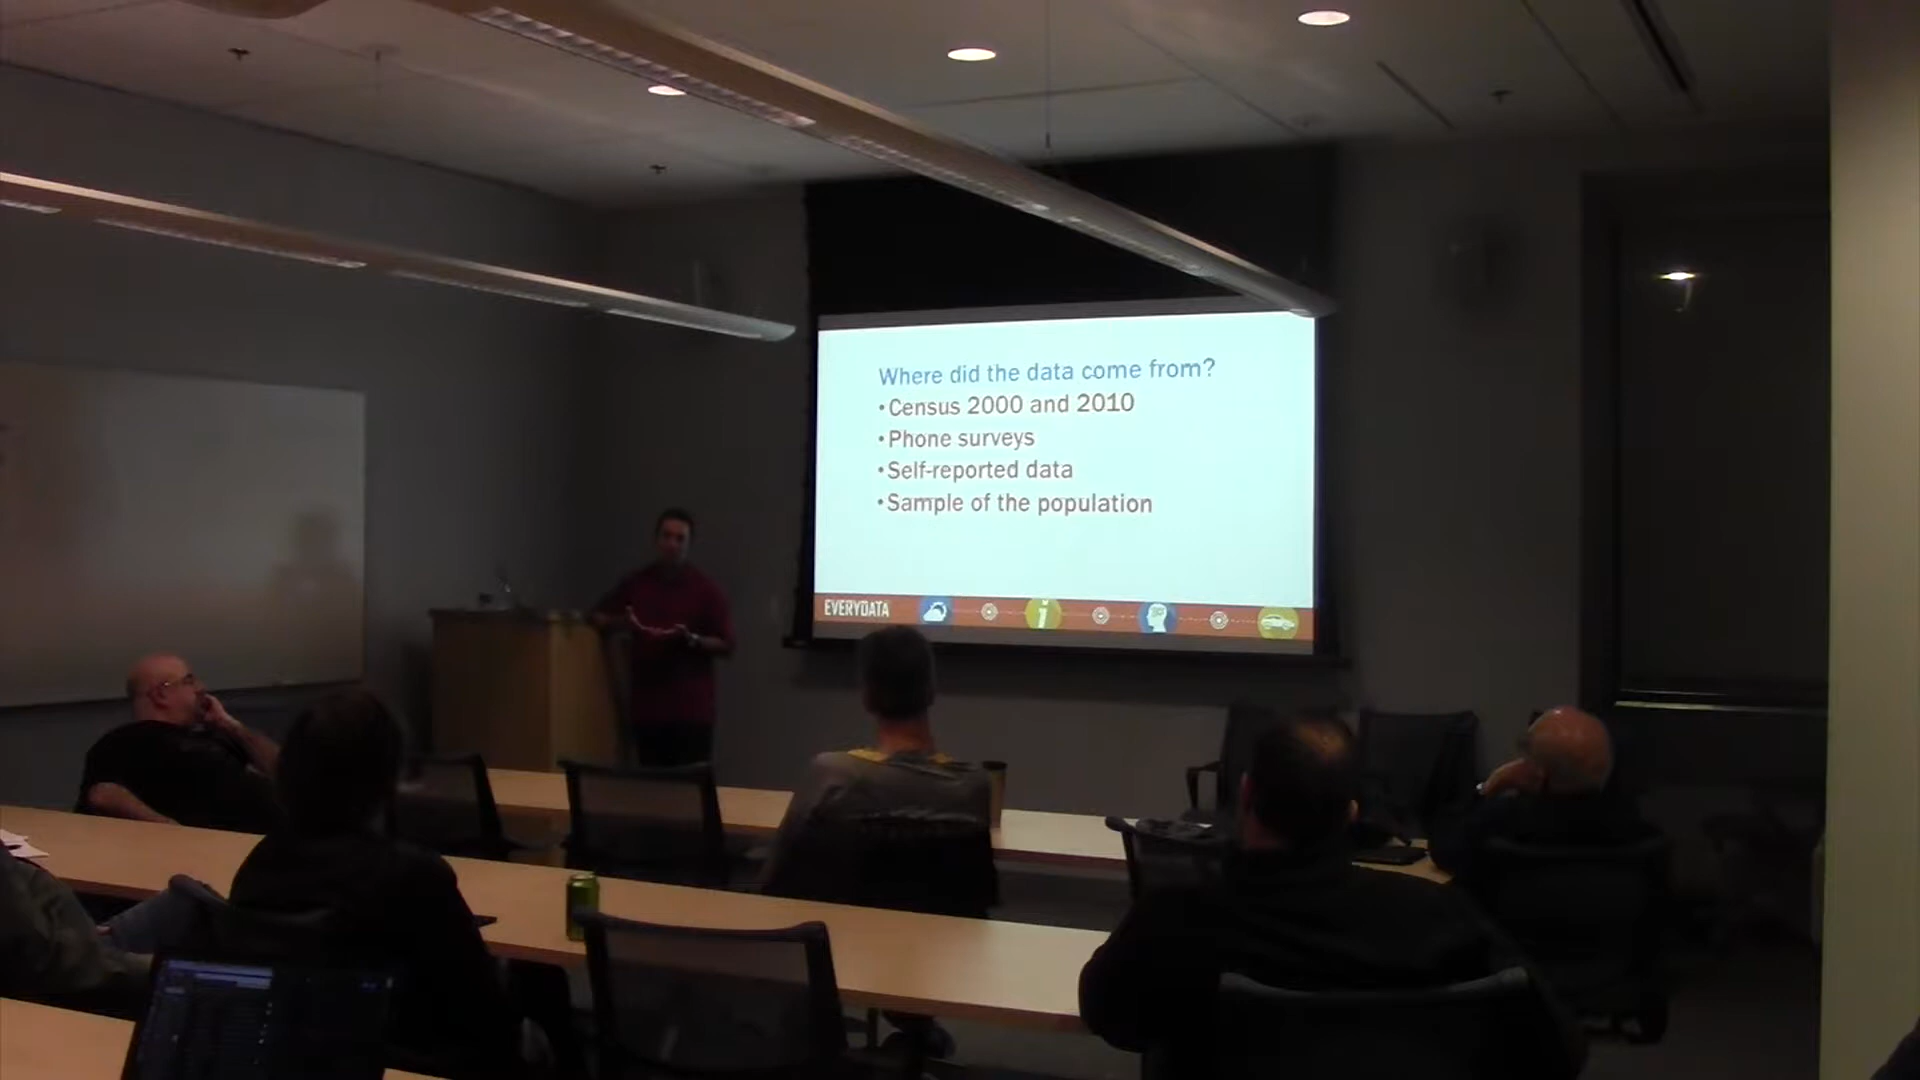 Where did the data come from?
•Census 2000 and 2010
•Phone surveys
•Self-reported data
•Sample of the population
EVERYDATA